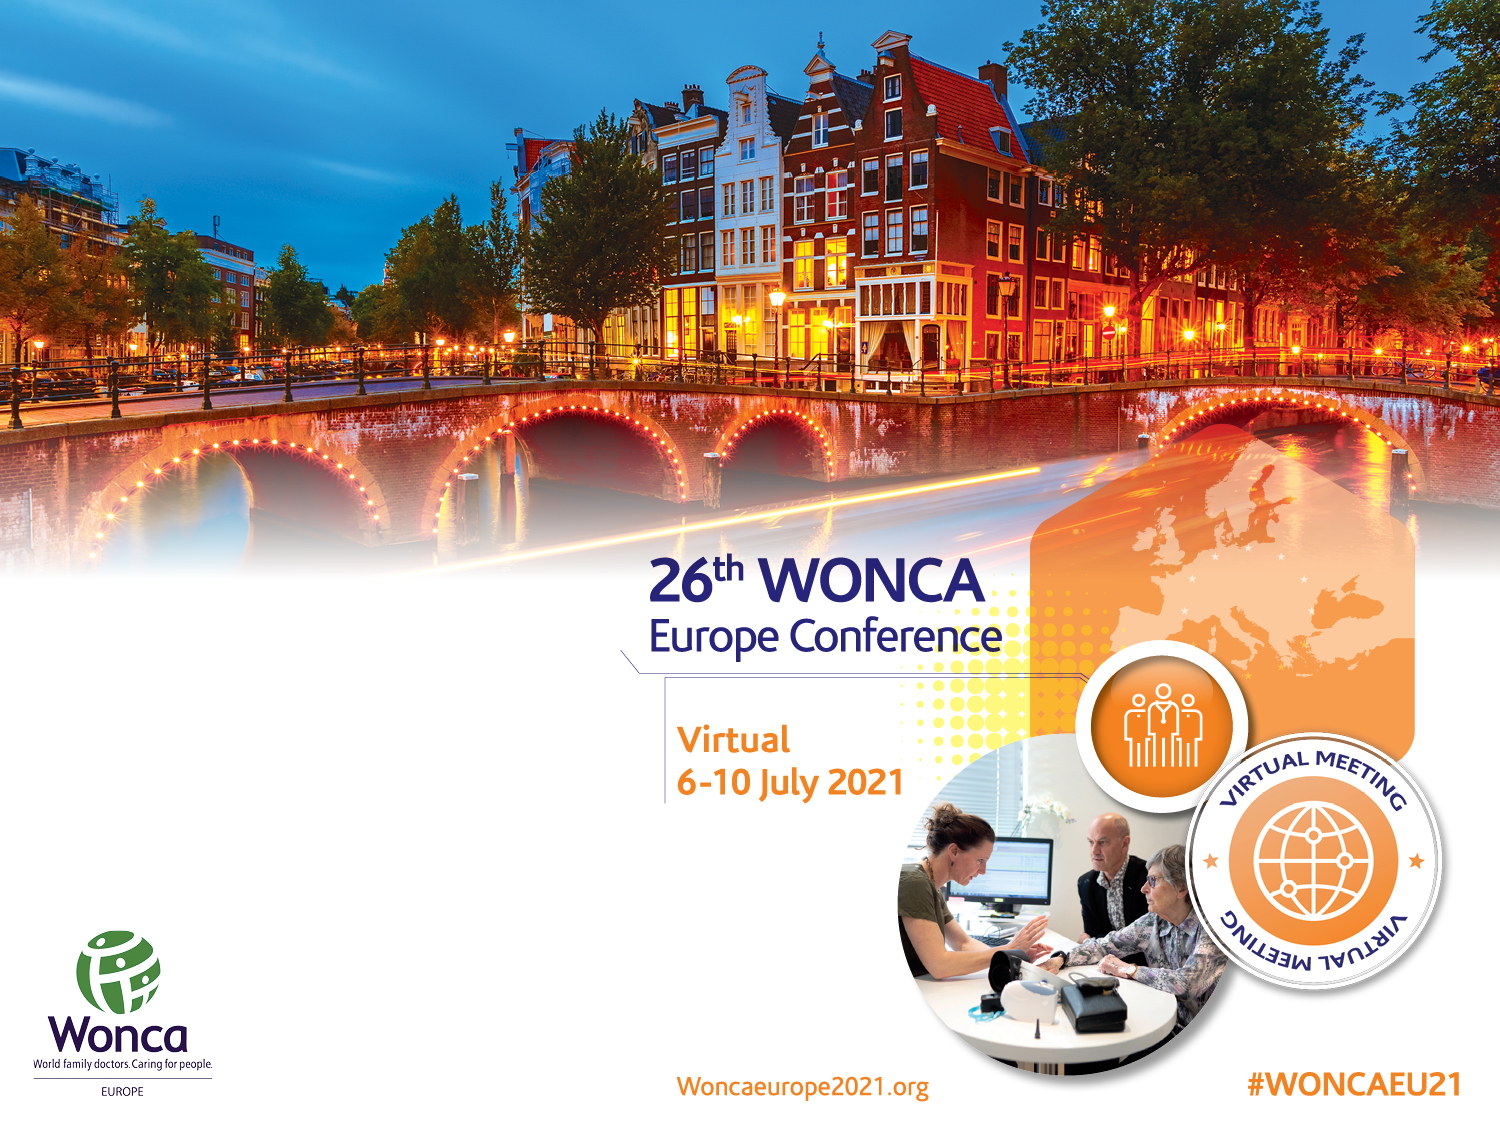 26th WONCA
Europe Conference
Virtual
6-10 July 2021
VIRTUAL MEETING
VIRTUAL MEETING
Wonca
World family doctors. Caring for people.
EUROPE
Woncaeurope2021.org
#WONCAEU21